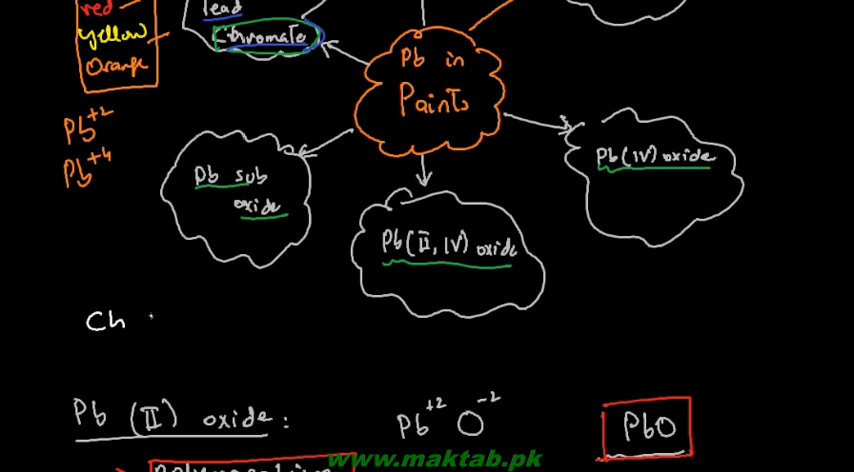 red
yellow
Orange
lead
Chromate
Pb in
Paints
Pb+2
Pb+4
Pb sub
oxide
Pb(II, IV) oxide
Pb(IV) oxide
Ch
Pb (II) oxide : Pb+2 O-2 PbO
www.maktab.pk